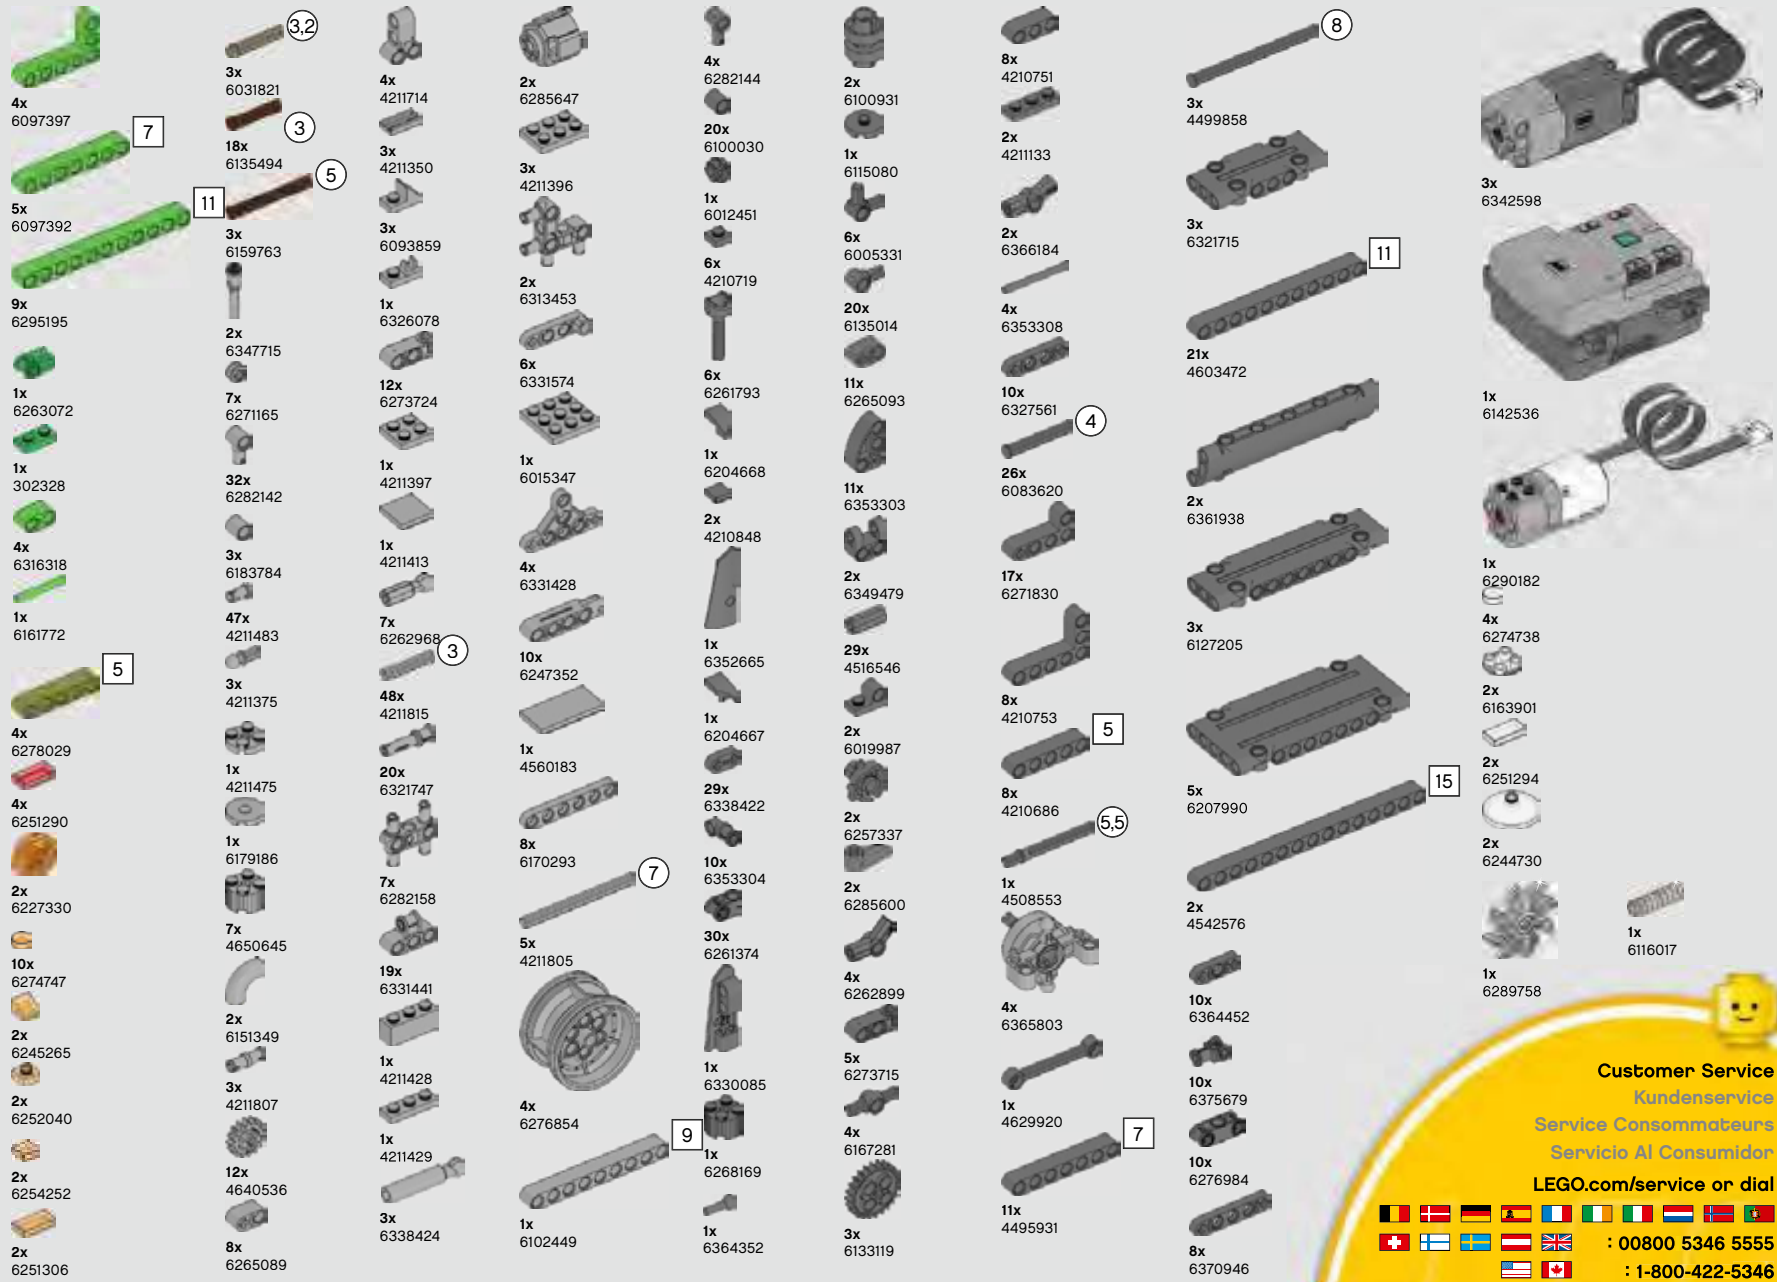 4x
6097397
7
5x
6097392
11
9x
6295195
1x
6263072
1x
302328
4x
6316318
1x
6161772
5
4x
6278029
4x
6251290
2x
6227330
10x
6274747
2x
6245265
2x
6252040
2x
6254252
2x
6251306
3,2
3x
6031821
3
18x
6135494
5
3x
6159763
2x
6347715
7x
6271165
32x
6282142
3x
6183784
47x
4211483
3x
4211375
1x
4211475
1x
6179186
7x
4650645
2x
6151349
3x
4211807
12x
4640536
8x
6265089
4x
4211714
3x
4211350
3x
6093859
1x
6326078
12x
6273724
1x
4211397
1x
4211413
7x
6262968
3
48x
4211815
20x
6321747
7x
6282158
19x
6331441
1x
4211428
1x
4211429
3x
6338424
2x
6285647
3x
4211396
2x
6313453
6x
6331574
1x
6015347
4x
6331428
10x
6247352
1x
4560183
8x
6170293
7
5x
4211805
4x
6276854
9
1x
6102449
4x
6282144
20x
6100030
1x
6012451
6x
4210719
6x
6261793
1x
6204668
2x
4210848
1x
6352665
1x
6204667
29x
6338422
10x
6353304
30x
6261374
1x
6330085
1x
6268169
1x
6364352
2x
6100931
1x
6115080
6x
6005331
20x
6135014
11x
6265093
11x
6353303
2x
6349479
29x
4516546
2x
6019987
2x
6257337
2x
6285600
4x
6262899
5x
6273715
4x
6167281
3x
6133119
8x
4210751
2x
4211133
2x
6366184
4x
6353308
10x
6327561
4
26x
6083620
17x
6271830
8x
4210753
5
8x
4210686
5,5
1x
4508553
4x
6365803
1x
4629920
7
11x
4495931
8
3x
4499858
3x
6321715
11
21x
4603472
2x
6361938
3x
6127205
5x
6207990
15
2x
4542576
10x
6364452
10x
6375679
10x
6276984
8x
6370946
3x
6342598
1x
6142536
1x
6290182
4x
6274738
2x
6163901
2x
6251294
2x
6244730
1x
6289758
1x
6116017
Customer Service
Kundenservice
Service Consommateurs
Servicio Al Consumidor
LEGO.com/service or dial
: 00800 5346 5555
: 1-800-422-5346